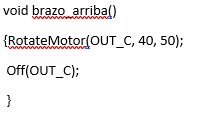 void brazo_arriba()
{RotateMotor(OUT_C, 40, 50);
Off(OUT_C);
}